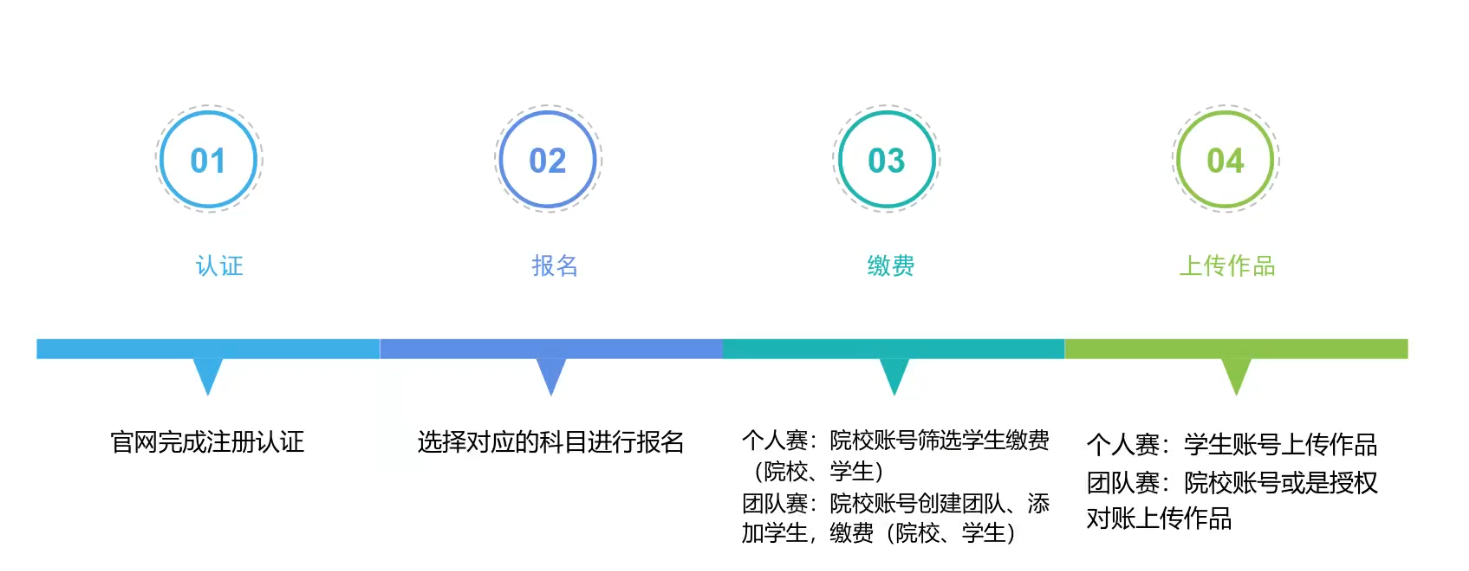 01
02
03
04
认证
报名
缴费
上传作品
官网完成注册认证
选择对应的科目进行报名
个人赛：院校账号筛选学生缴费
（院校、学生）
团队赛：院校账号创建团队、添
加学生，缴费（院校、学生）
个人赛：学生账号上传作品
团队赛：院校账号或是授权
对账上传作品